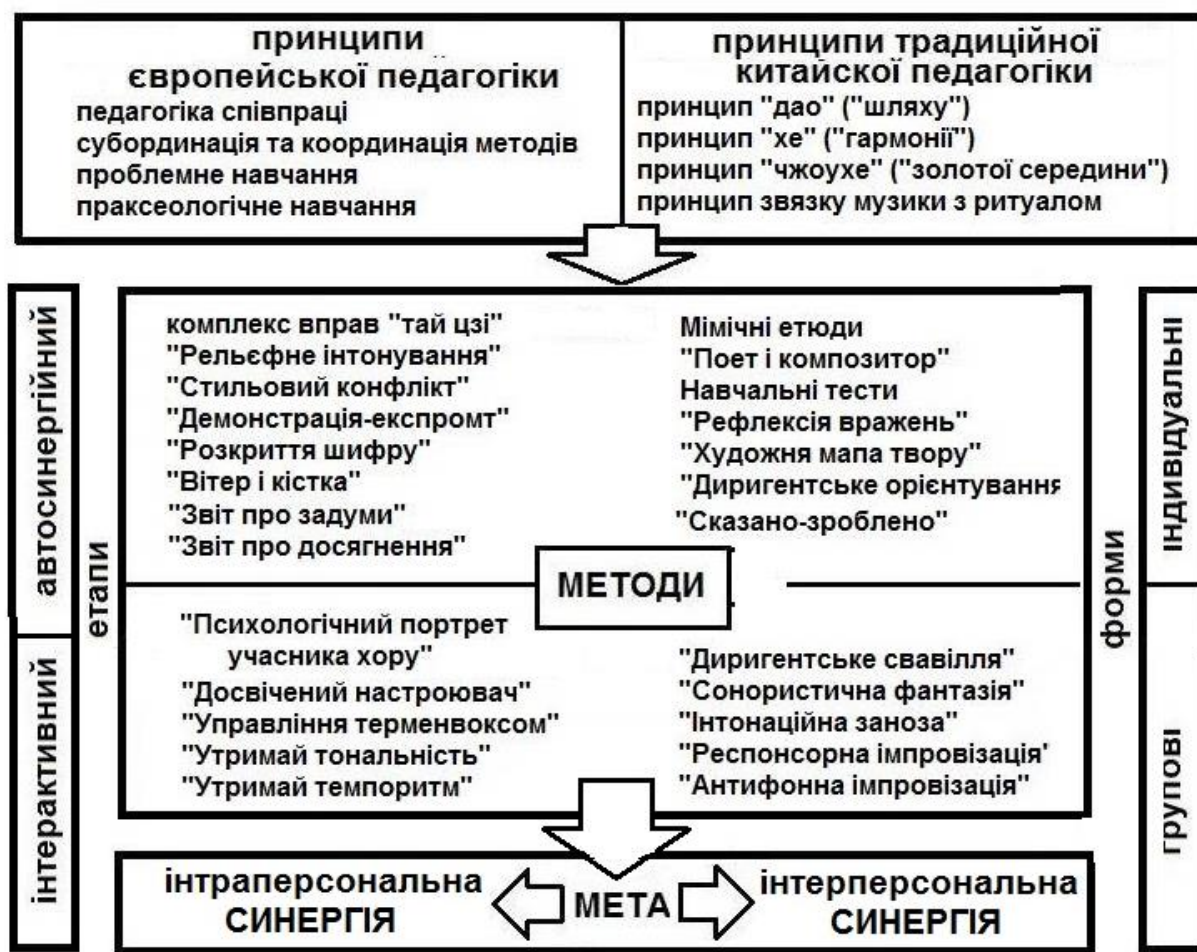 принципи
європейської педагогіки
педагогіка співпраці
субординація та координація методів
проблемне навчання
праксеологічне навчання
принципи традиційної
китайскої педагогіки
принцип "дао" ("шляху")
принцип "хе" ("гармонії")
принцип "чжоухе" ("золотої середини")
принцип звязку музики з ритуалом
автосинергійний
інтерактивний
етапи
комплекс вправ "тай цзі"
"Рельєфне інтонування"
"Стильовий конфлікт"
"Демонстрація-експромт"
"Розкриття шифру"
"Вітер і кістка"
"Звіт про задуми"
"Звіт про досягнення"
Мімічні етюди
"Поет і композитор"
Навчальні тести
"Рефлексія вражень"
"Художня мапа твору"
"Диригентське орієнтування
"Сказано-зроблено"
МЕТОДИ
"Психологічний портрет
учасника хору"
"Досвічений настроювач"
"Управління терменвоксом"
"Утримай тональність"
"Утримай темпоритм"
"Диригентське свавілля"
"Сонористична фантазія"
"Інтонаційна заноза"
"Респонсорна імпровізація'
"Антифонна імпровізація"
форми
індивідуальні
групові
інтраперсональна
СИНЕРГІЯ
МЕТА
інтерперсональна
СИНЕРГІЯ